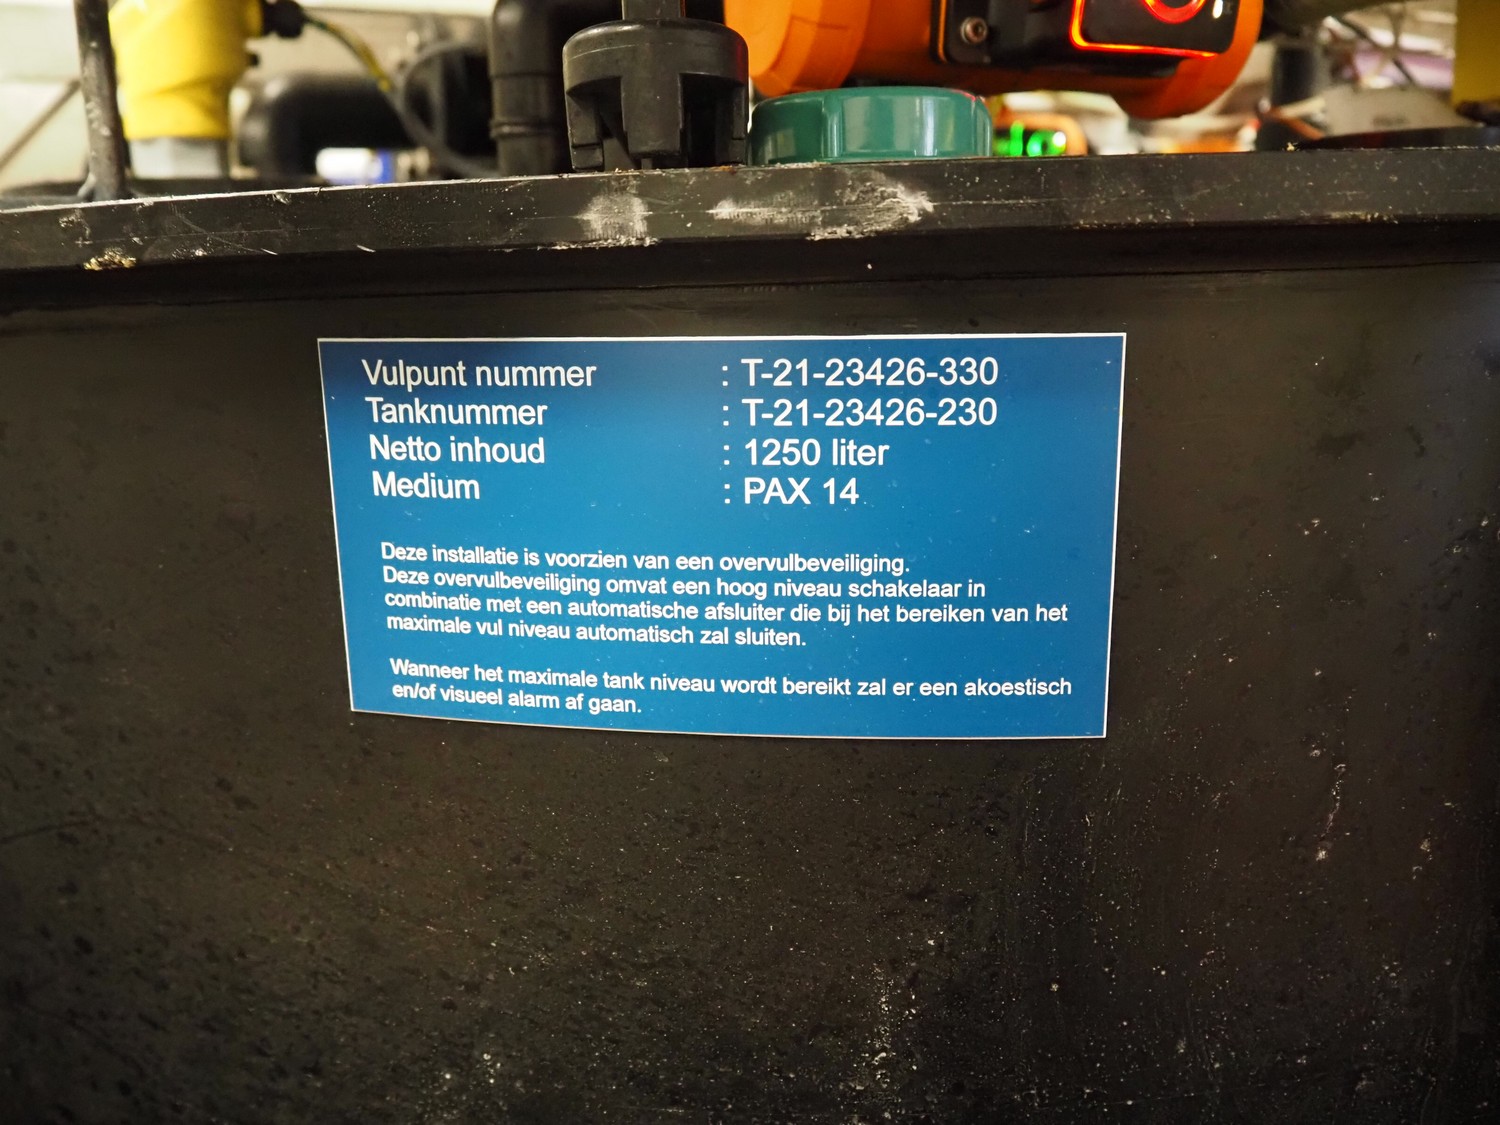 Vulpunt nummer : T-21-23426-330
Tanknummer : T-21-23426-230
Netto inhoud : 1250 liter
Medium : PAX 14
Deze installatie is voorzien van een overvulbeveiliging.
Deze overvulbeveiliging omvat een hoog niveau schakelaar in
combinatie met een automatische afsluiter die bij het bereiken van het
maximale vul niveau automatisch zal sluiten.
Wanneer het maximale tank niveau wordt bereikt zal er een akoestisch
en/of visueel alarm af gaan.